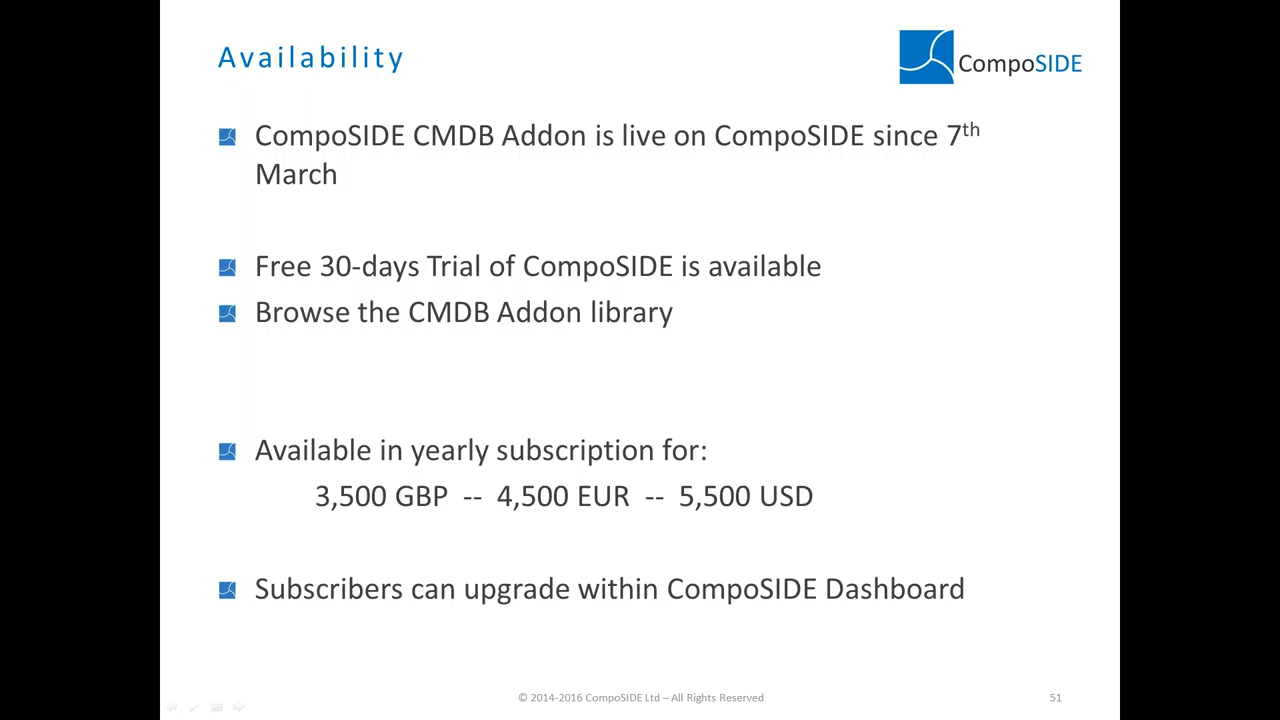 Availability
CompoSIDE
CompoSIDE CMDB Addon is live on CompoSIDE since 7th
March
Free 30-days Trial of CompoSIDE is available
Browse the CMDB Addon library
Available in yearly subscription for:
3,500 GBP -- 4,500 EUR -- 5,500 USD
Subscribers can upgrade within CompoSIDE Dashboard
© 2014-2016 CompoSIDE Ltd – All Rights Reserved
51